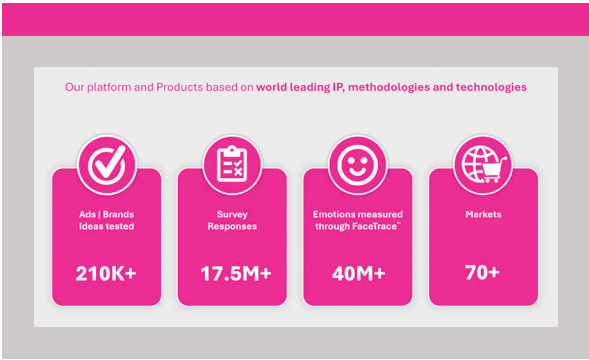 Our platform and Products based on world leading IP, methodologies and technologies
Ads | Brands
Ideas tested
210K+
Survey
Responses
17.5M+
Emotions measured
through FaceTrace™
40M+
Markets
70+